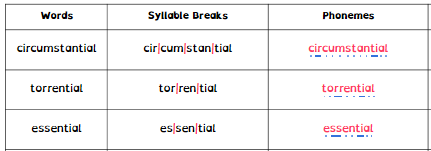 Words Syllable Breaks Phonemes
circumstantial cir|cum|stan|tial circumstantial
torrential tor|ren|tial torrential
essential es|sen|tial essential